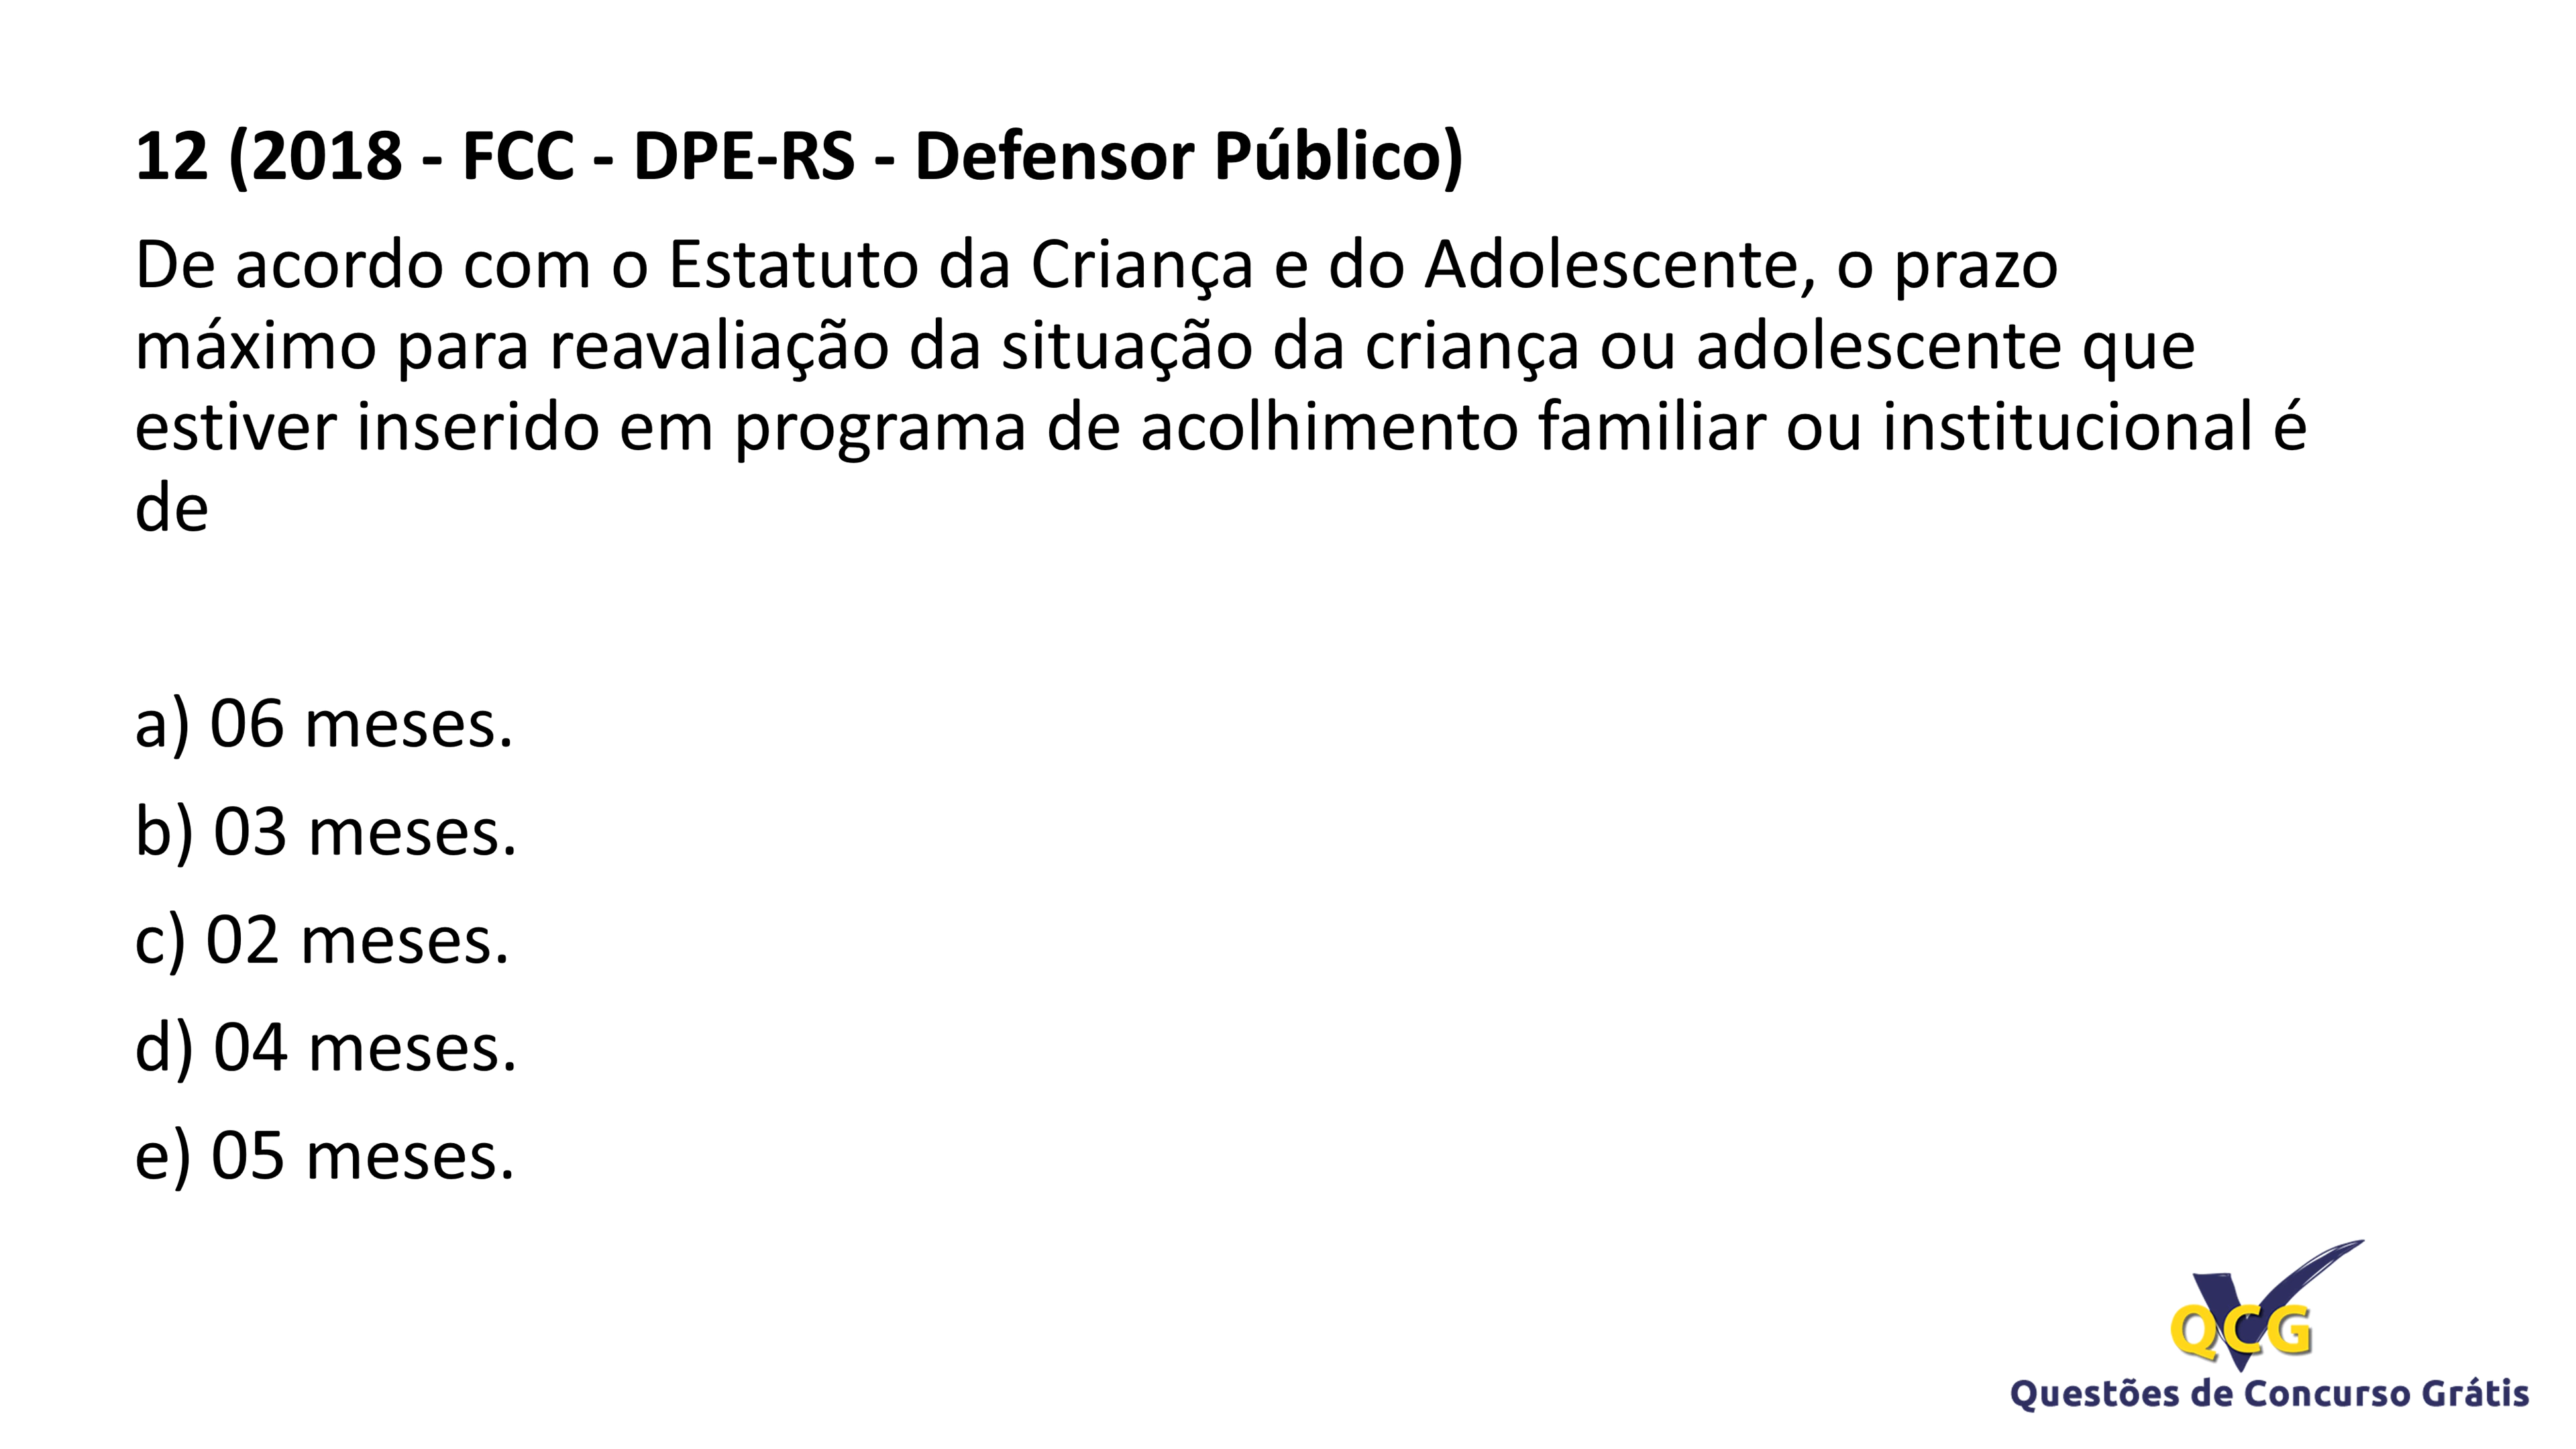 12 (2018 - FCC - DPE-RS - Defensor Público)
De acordo com o Estatuto da Criança e do Adolescente, o prazo
máximo para reavaliação da situação da criança ou adolescente que
estiver inserido em programa de acolhimento familiar ou institucional é
de
a) 06 meses.
b) 03 meses.
c) 02 meses.
d) 04 meses.
e) 05 meses.
QCG
Questões de Concurso Grátis